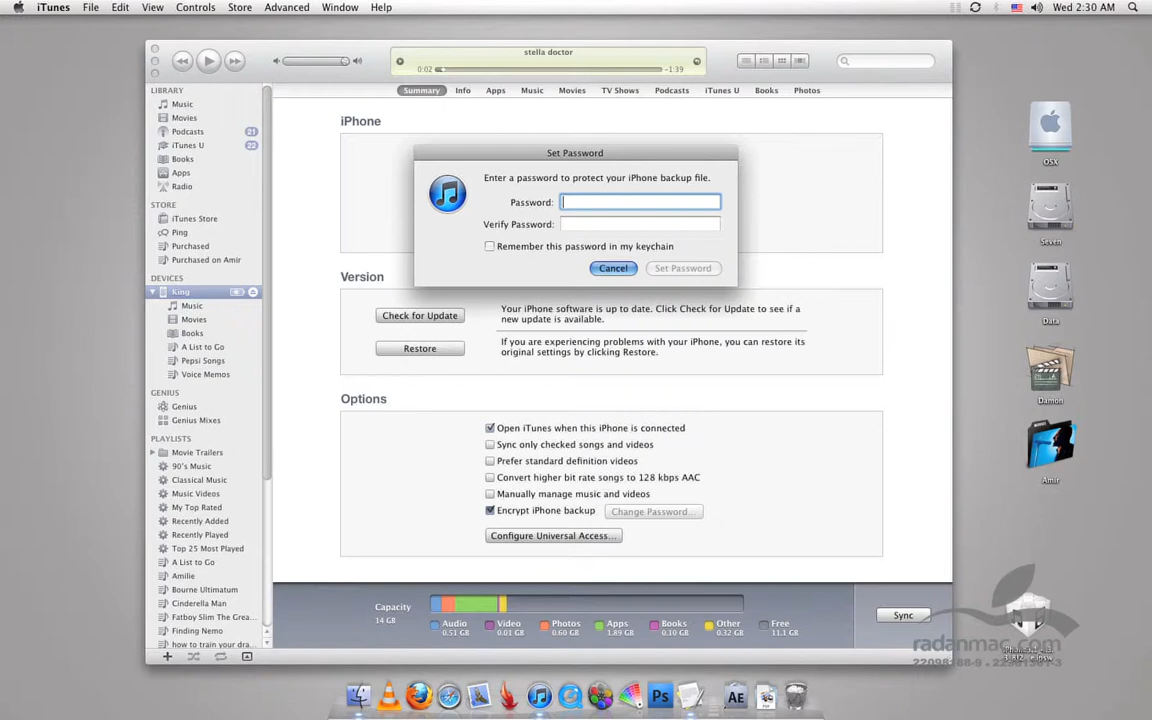 iTunes File Edit View Controls Store Advanced Window Help Wed 2:30 AM
stella doctor
0:02 -1:39
LIBRARY
Music
Movies
Podcasts 21
iTunes U 22
Books
Apps
Radio
STORE
iTunes Store
Ping
Purchased
Purchased on Amir
DEVICES
King
Music
Movies
Books
A List to Go
Pepsi Songs
Voice Memos
GENIUS
Genius
Genius Mixes
PLAYLISTS
Movie Trailers
90's Music
Classical Music
Music Videos
My Top Rated
Recently Added
Recently Played
Top 25 Most Played
A List to Go
Amilie
Bourne Ultimatum
Cinderella Man
Fatboy Slim The Grea...
Finding Nemo
how to train your dra...
Summary Info Apps Music Movies TV Shows Podcasts iTunes U Books Photos
iPhone
Set Password
Enter a password to protect your iPhone backup file.
Password:
Verify Password:
Remember this password in my keychain
Cancel Set Password
Version
Check for Update
Your iPhone software is up to date. Click Check for Update to see if a
new update is available.
Restore
If you are experiencing problems with your iPhone, you can restore its
original settings by clicking Restore.
Options
Open iTunes when this iPhone is connected
Sync only checked songs and videos
Prefer standard definition videos
Convert higher bit rate songs to 128 kbps AAC
Manually manage music and videos
Encrypt iPhone backup Change Password...
Configure Universal Access...
Capacity
14 GB
Audio
0.51 GB
Video
0.01 GB
Photos
0.60 GB
Apps
1.89 GB
Books
0.10 GB
Other
0.32 GB
Free
11.1 GB
Sync
OSX
Seven
Data
Damon
Amir
radanmac.com
Ps
AE